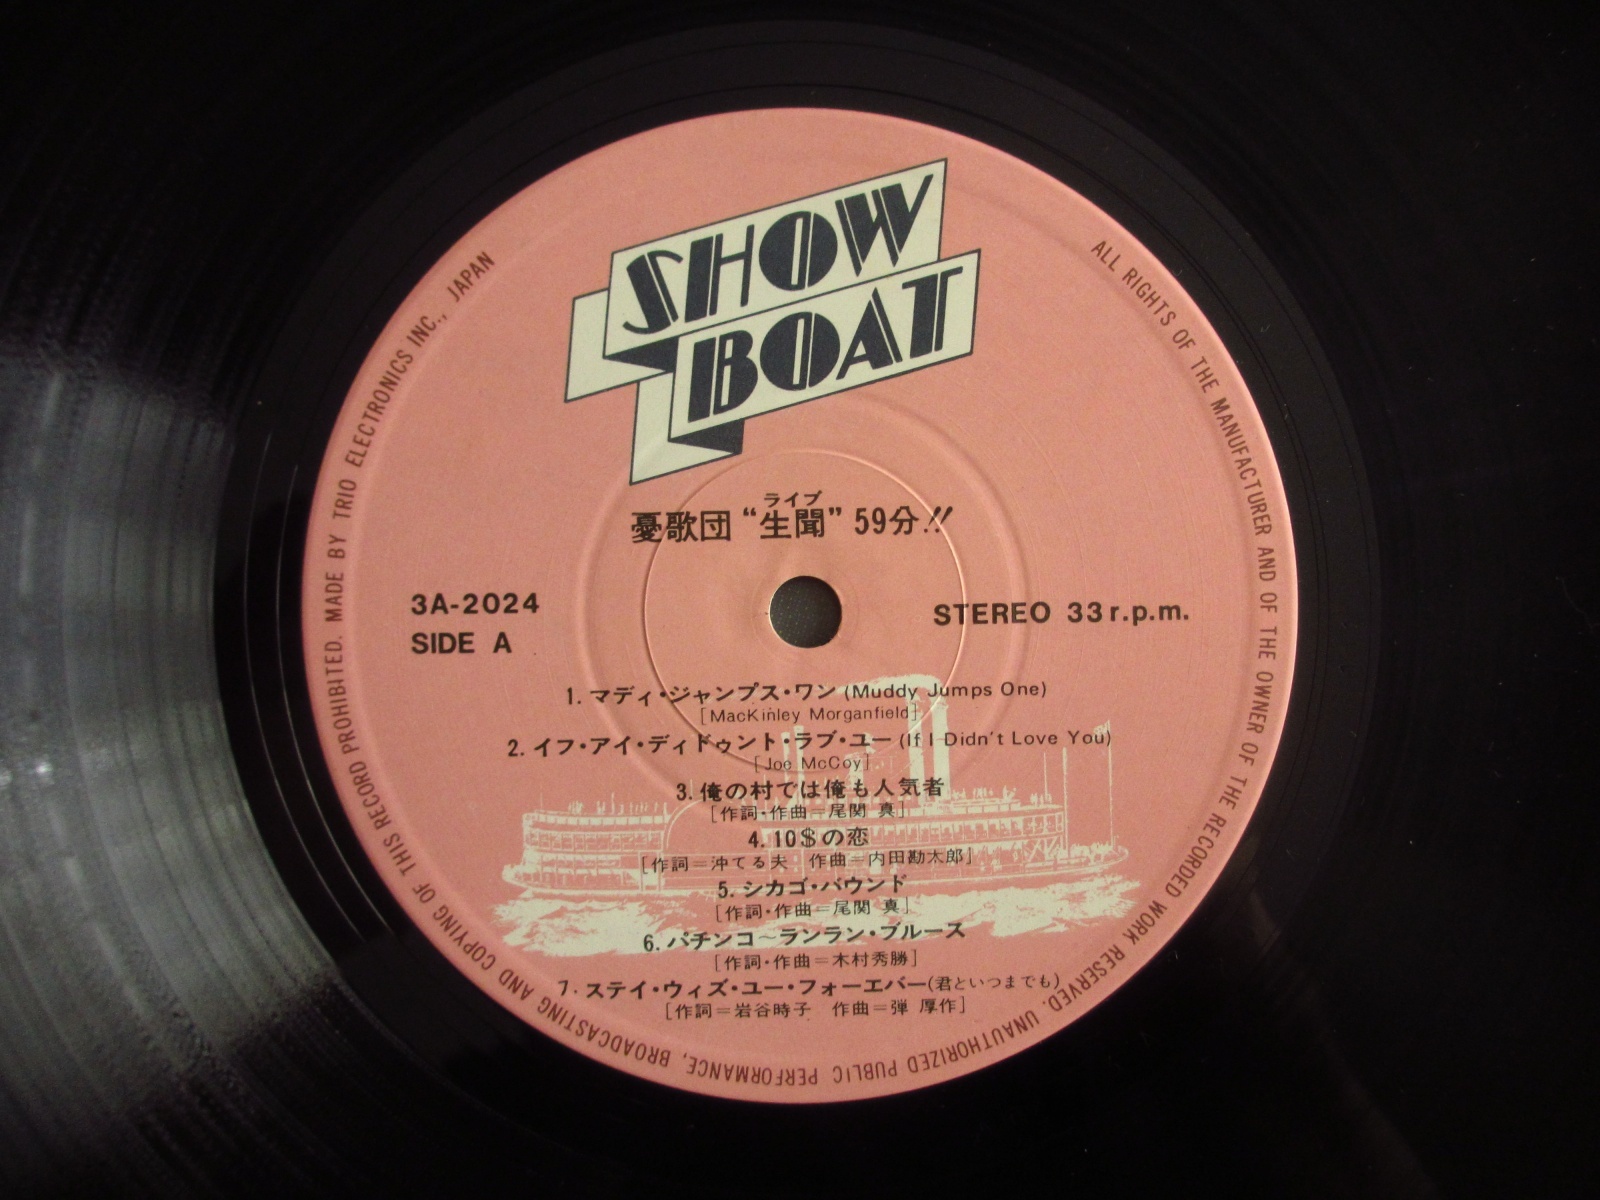 SHOW
BOAT
ライブ
憂歌団 “生聞” 59分!!
3A-2024
SIDE A
STEREO 33 r.p.m.
1. マディ・ジャンプス・ワン (Muddy Jumps One)
[MacKinley Morganfield]
2. イフ・アイ・ディドゥント・ラブ・ユー (If I Didn't Love You)
[Joe McCoy]
3. 俺の村では俺も人気者
[作詞・作曲=尾関 真]
4. 10$の恋
[作詞=沖てる夫 作曲=内田勘太郎]
5. シカゴ・バウンド
[作詞・作曲=尾関 真]
6. パチンコ～ランラン・ブルース
[作詞・作曲=木村秀勝]
7. ステイ・ウィズ・ユー・フォーエバー(君といつまでも)
[作詞=岩谷時子 作曲=弾 厚作]
ALL RIGHTS OF THE MANUFACTURER AND OF THE OWNER OF THE RECORDED WORK RESERVED. UNAUTHORIZED PUBLIC PERFORMANCE, BROADCASTING AND COPYING OF THIS RECORD PROHIBITED. MADE BY TRIO ELECTRONICS INC., JAPAN